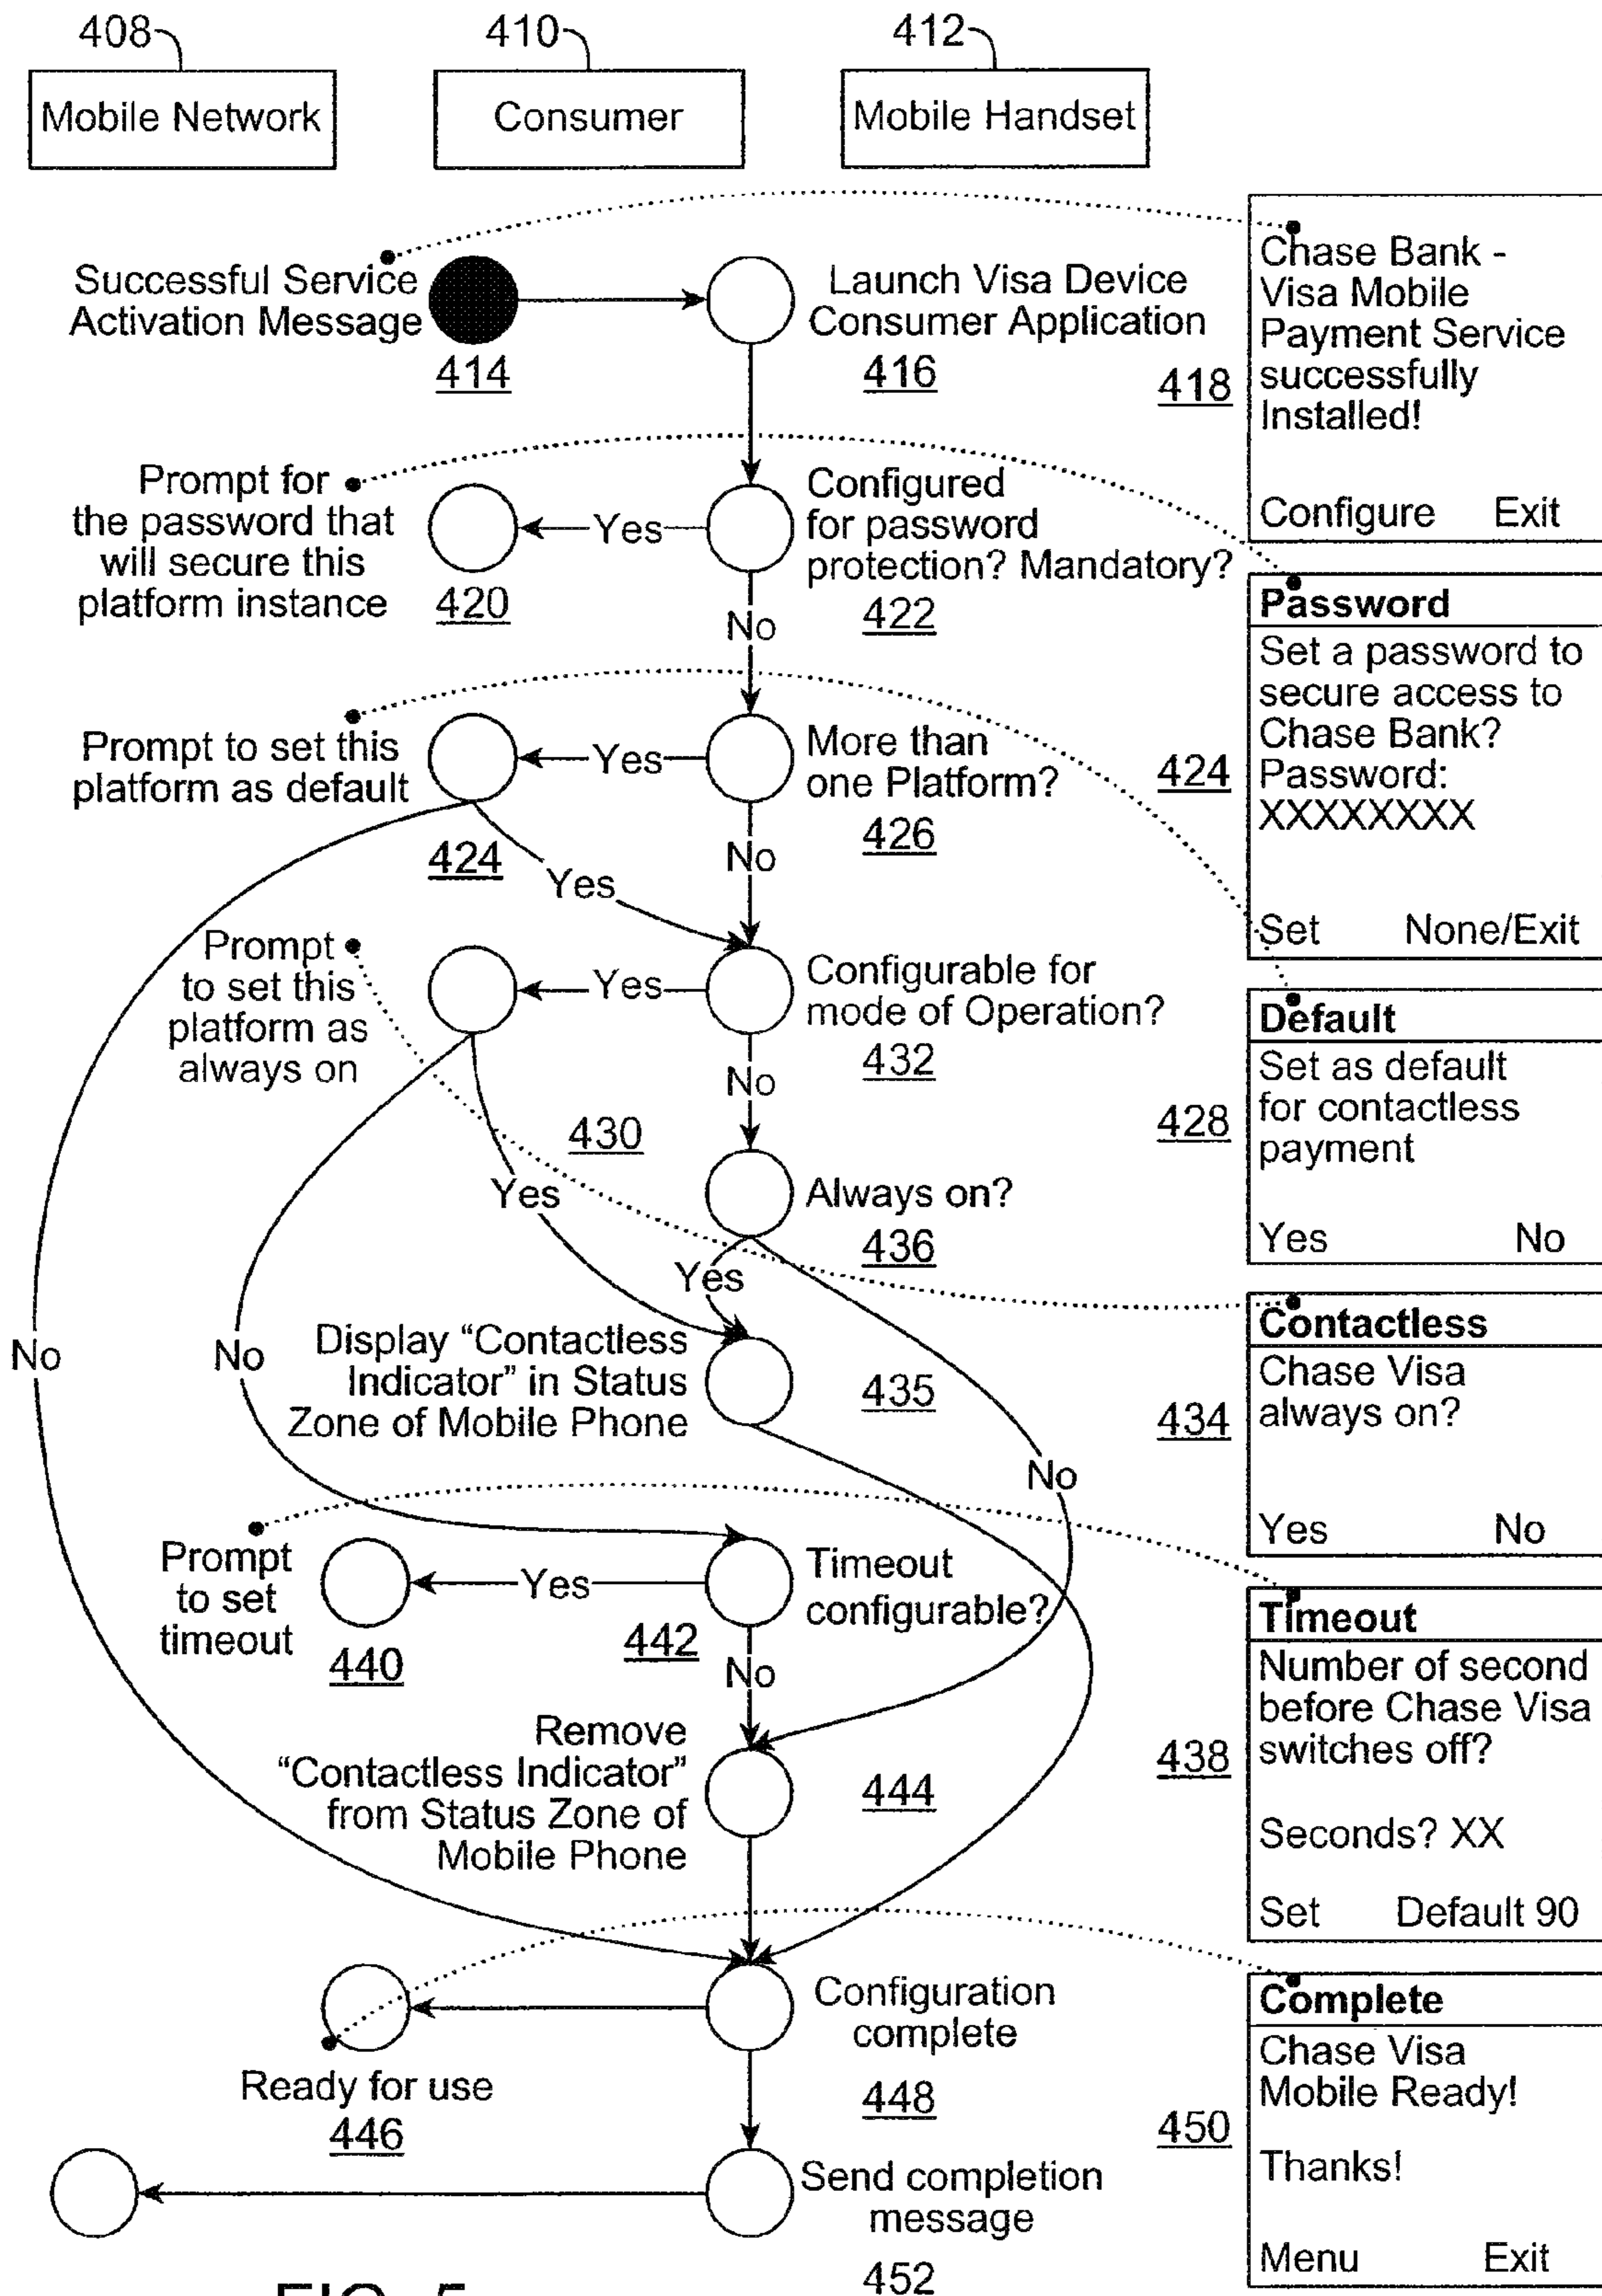 408
410
412
Mobile Network
Consumer
Mobile Handset
Successful Service
Activation Message
414
Launch Visa Device
Consumer Application
416
418
Chase Bank -
Visa Mobile
Payment Service
successfully
Installed!
Configure Exit
Prompt for
the password that
will secure this
platform instance
420
Yes
Configured
for password
protection? Mandatory?
422
No
424
Password
Set a password to
secure access to
Chase Bank?
Password:
XXXXXXXX
Set None/Exit
Prompt to set this
platform as default
424
Yes
More than
one Platform?
426
No
Yes
428
Default
Set as default
for contactless
payment
Yes No
Prompt
to set this
platform as
always on
430
Yes
Configurable for
mode of Operation?
432
No
Yes
Always on?
436
Yes
434
Contactless
Chase Visa
always on?
Yes No
No
No
Display “Contactless
Indicator” in Status
Zone of Mobile Phone
435
No
Prompt
to set
timeout
440
Yes
442
Timeout
configurable?
No
438
Timeout
Number of second
before Chase Visa
switches off?
Seconds? XX
Set Default 90
Remove
“Contactless Indicator”
from Status Zone of
Mobile Phone
444
Ready for use
446
Configuration
complete
448
450
Complete
Chase Visa
Mobile Ready!
Thanks!
Menu Exit
Send completion
message
452
FIG. 5